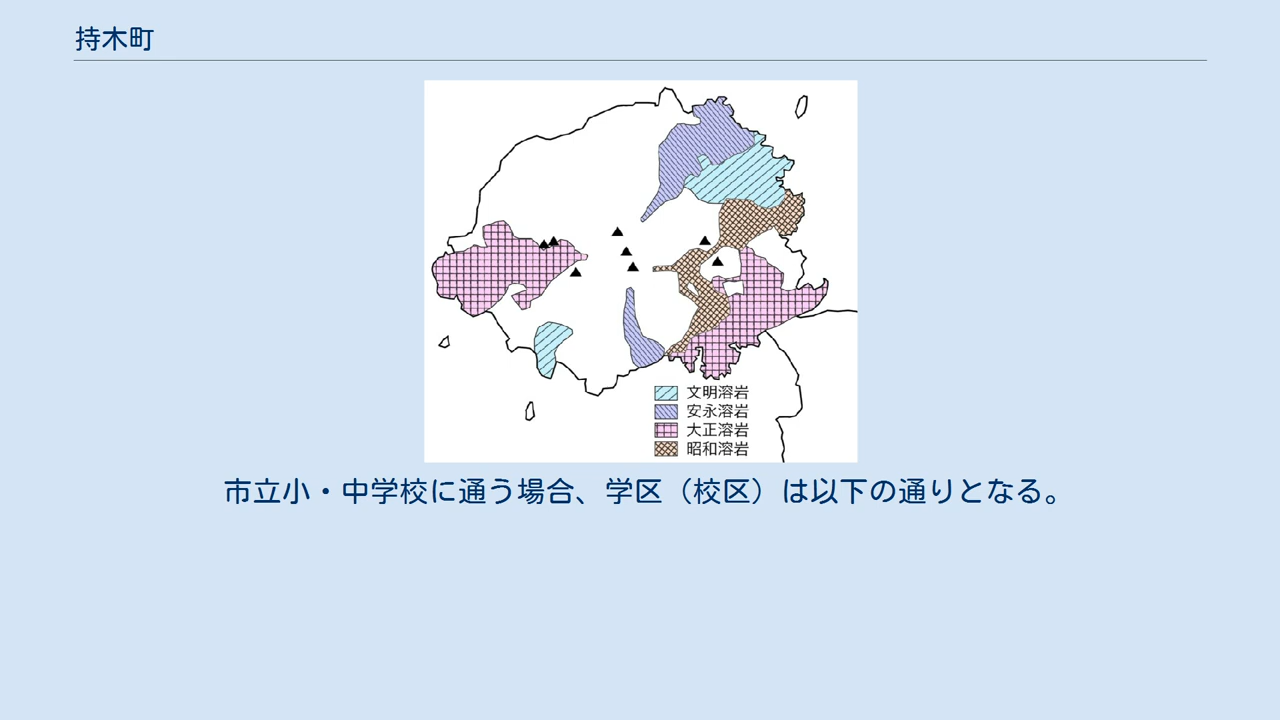 持木町
文明溶岩
安永溶岩
大正溶岩
昭和溶岩
市立小・中学校に通う場合、学区（校区）は以下の通りとなる。